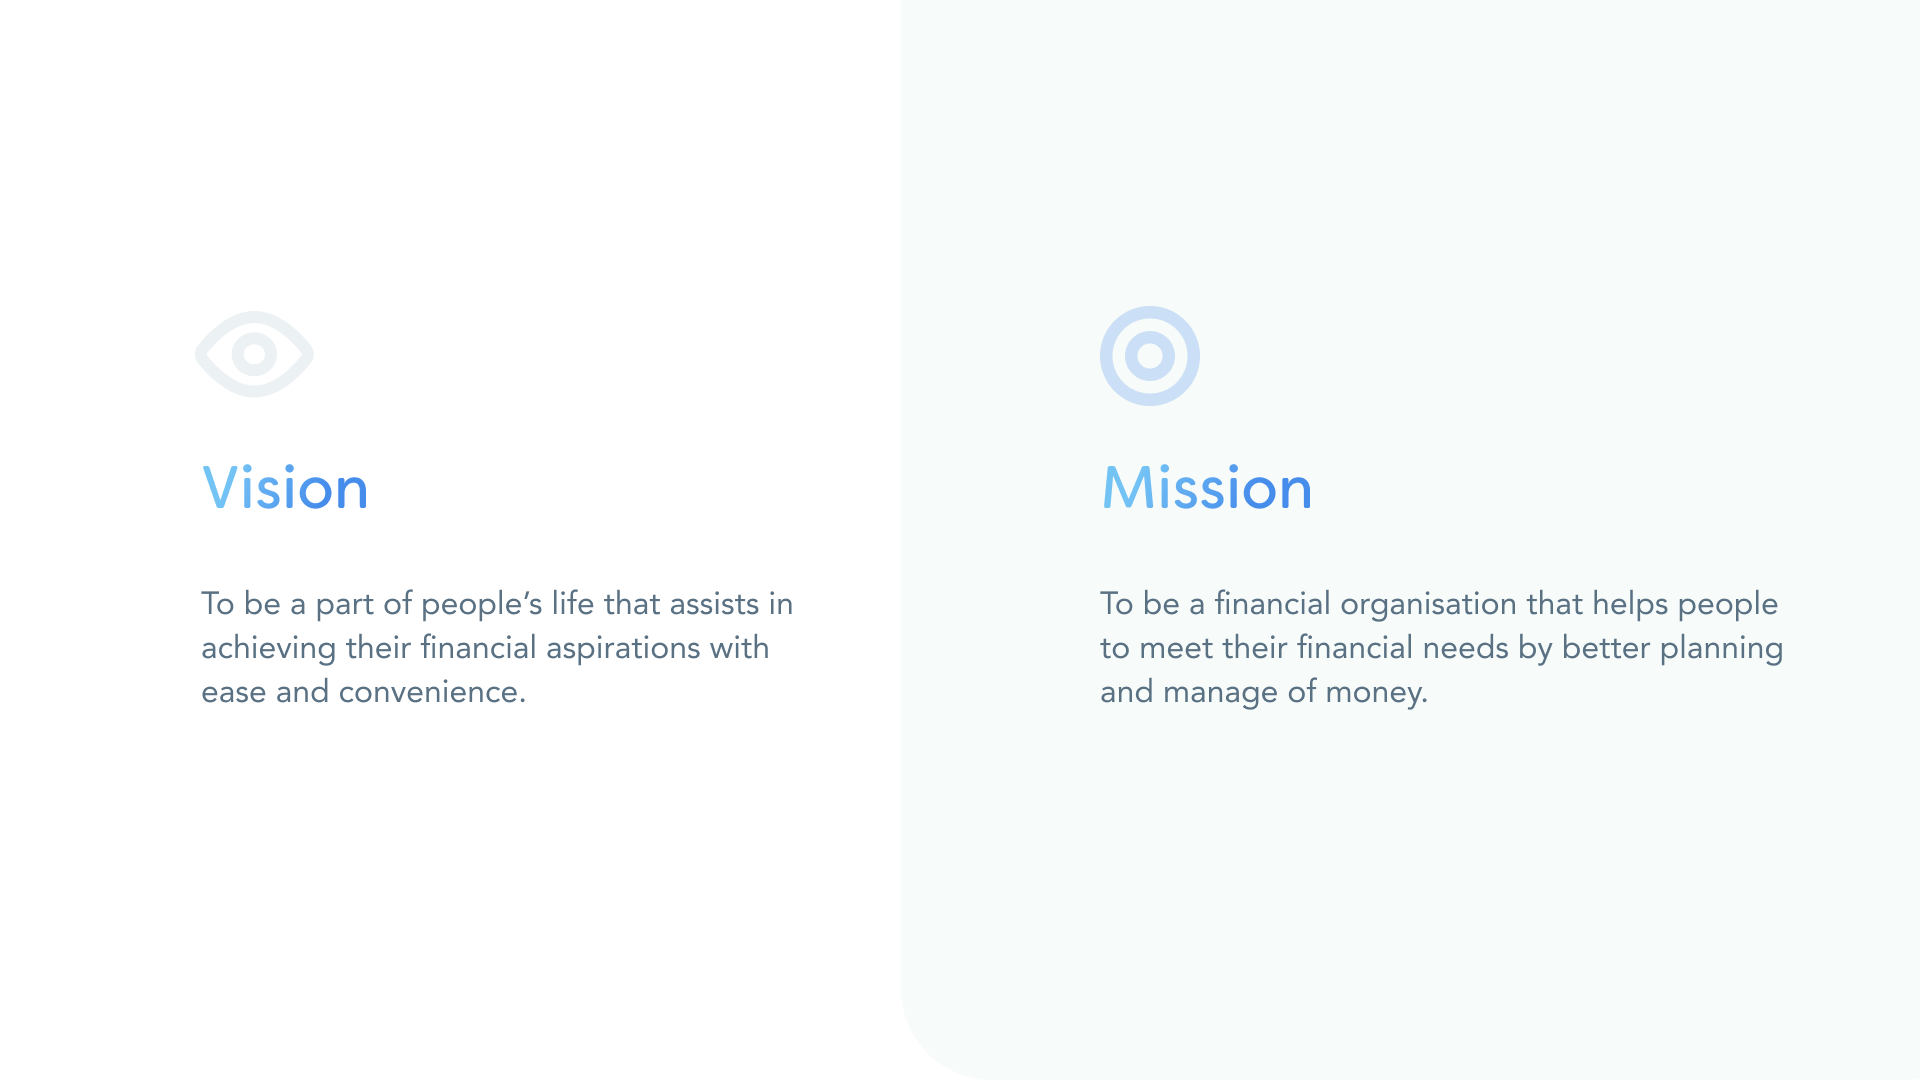 Vision
To be a part of people’s life that assists in
achieving their financial aspirations with
ease and convenience.
Mission
To be a financial organisation that helps people
to meet their financial needs by better planning
and manage of money.